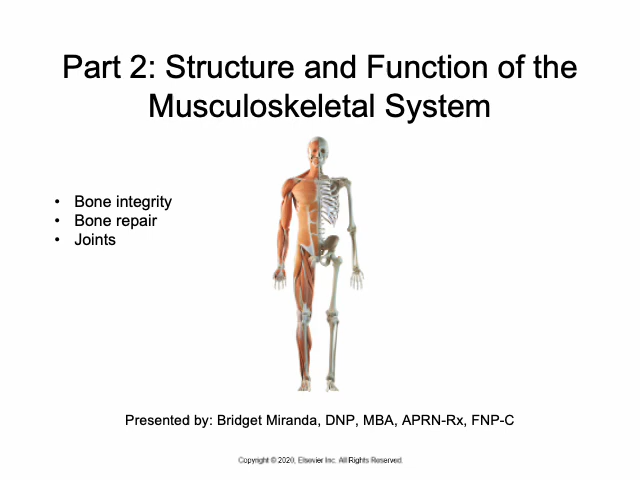 Part 2: Structure and Function of the
Musculoskeletal System
• Bone integrity
• Bone repair
• Joints
Presented by: Bridget Miranda, DNP, MBA, APRN-Rx, FNP-C
Copyright © 2020, Elsevier Inc. All Rights Reserved.